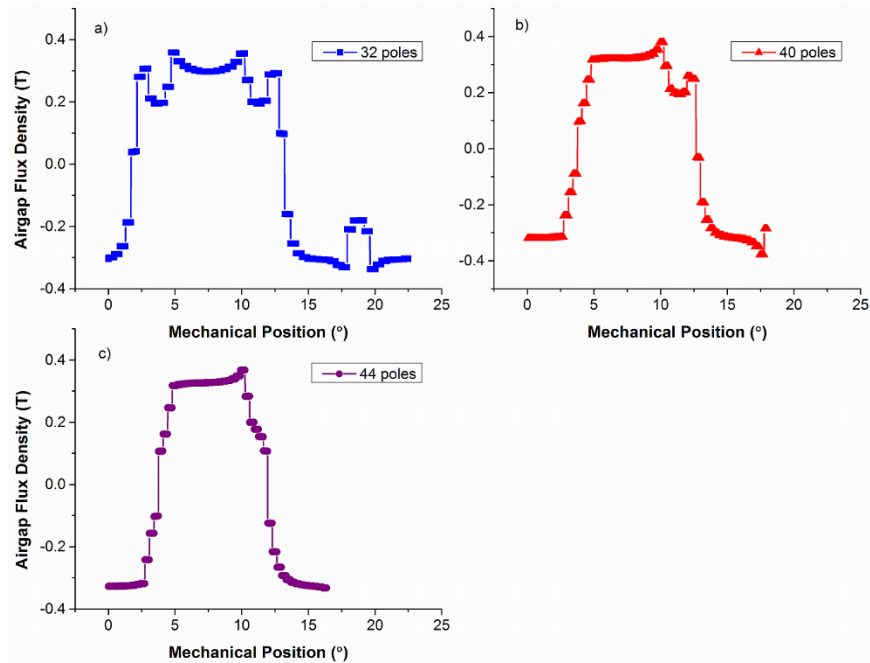 a)
32 poles
Airgap Flux Density (T)
0.4
0.2
0.0
-0.2
-0.4
0 5 10 15 20 25
Mechanical Position (°)
b)
40 poles
Airgap Flux Density (T)
0.4
0.2
0.0
-0.2
-0.4
0 5 10 15 20 25
Mechanical Position (°)
c)
44 poles
Airgap Flux Density (T)
0.4
0.2
0.0
-0.2
-0.4
0 5 10 15 20 25
Mechanical Position (°)